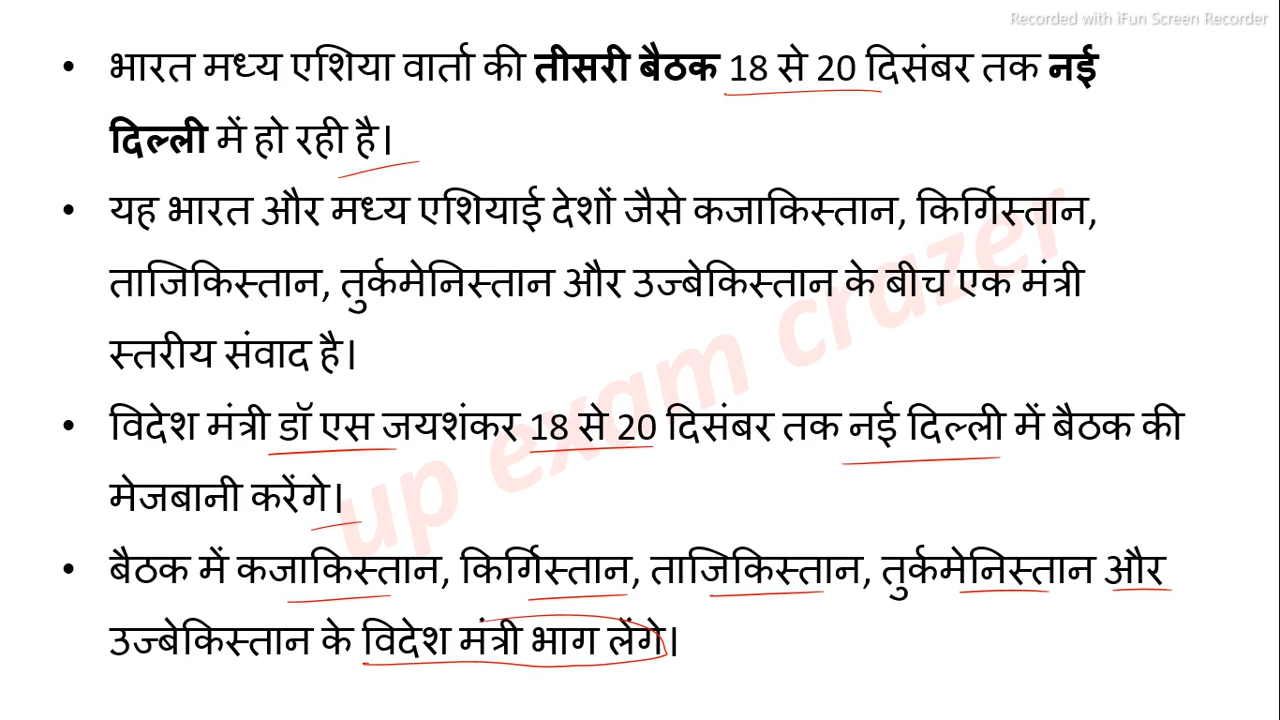 Recorded with iFun Screen Recorder
• भारत मध्य एशिया वार्ता की तीसरी बैठक 18 से 20 दिसंबर तक नई
दिल्ली में हो रही है।
• यह भारत और मध्य एशियाई देशों जैसे कजाकिस्तान, किर्गिस्तान,
ताजिकिस्तान, तुर्कमेनिस्तान और उज्बेकिस्तान के बीच एक मंत्री
स्तरीय संवाद है।
• विदेश मंत्री डॉ एस जयशंकर 18 से 20 दिसंबर तक नई दिल्ली में बैठक की
मेजबानी करेंगे।
• बैठक में कजाकिस्तान, किर्गिस्तान, ताजिकिस्तान, तुर्कमेनिस्तान और
उज्बेकिस्तान के विदेश मंत्री भाग लेंगे।
up exam crazer